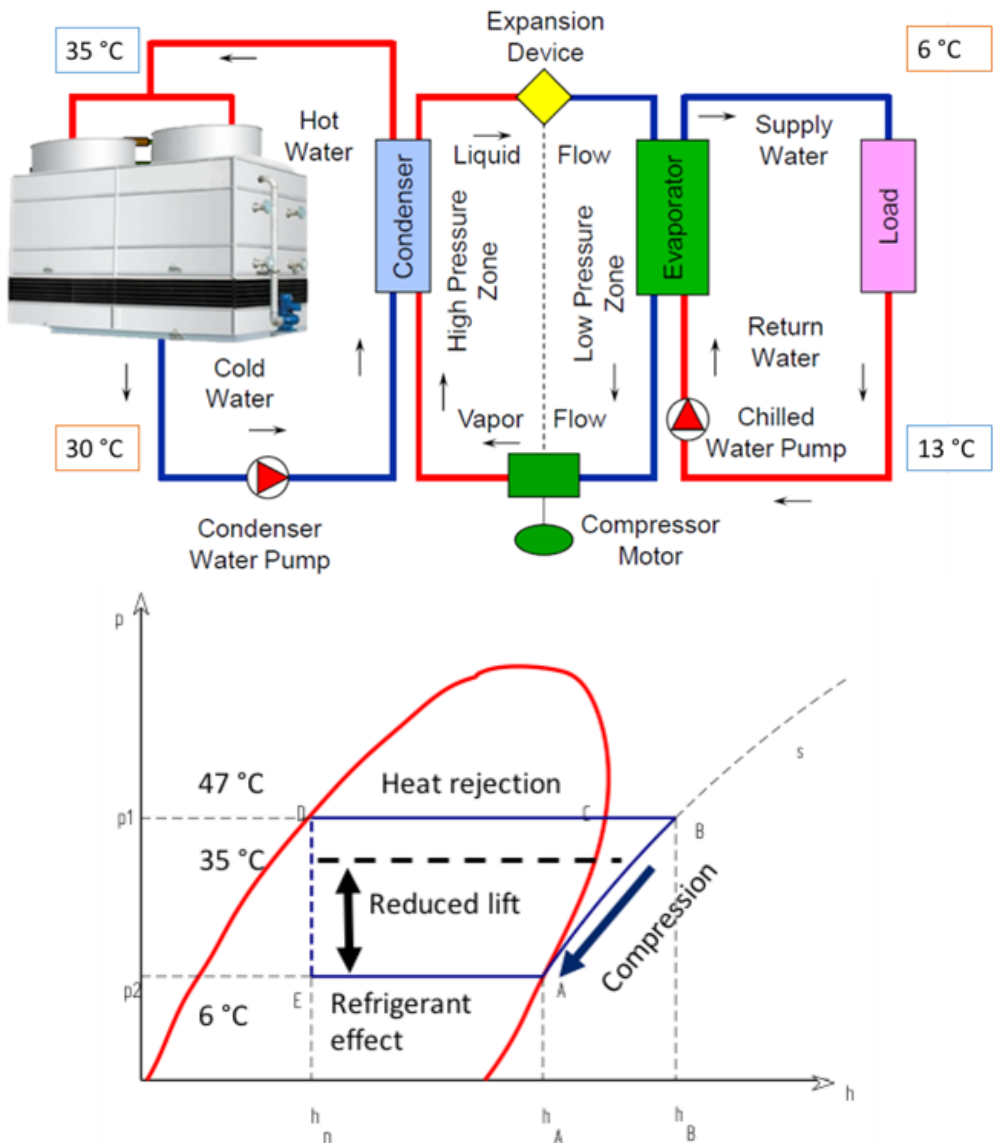 35 °C
Expansion
Device
6 °C
Hot
Water
Liquid
Flow
Supply
Water
Condenser
High Pressure
Zone
Low Pressure
Zone
Evaporator
Load
Cold
Water
Return
Water
Vapor
Flow
Chilled
Water Pump
30 °C
13 °C
Condenser
Water Pump
Compressor
Motor
p
47 °C
Heat rejection
s
p1
D
C
B
35 °C
Reduced lift
Compression
p2
E
A
6 °C
Refrigerant
effect
h
h
D
h
A
h
B